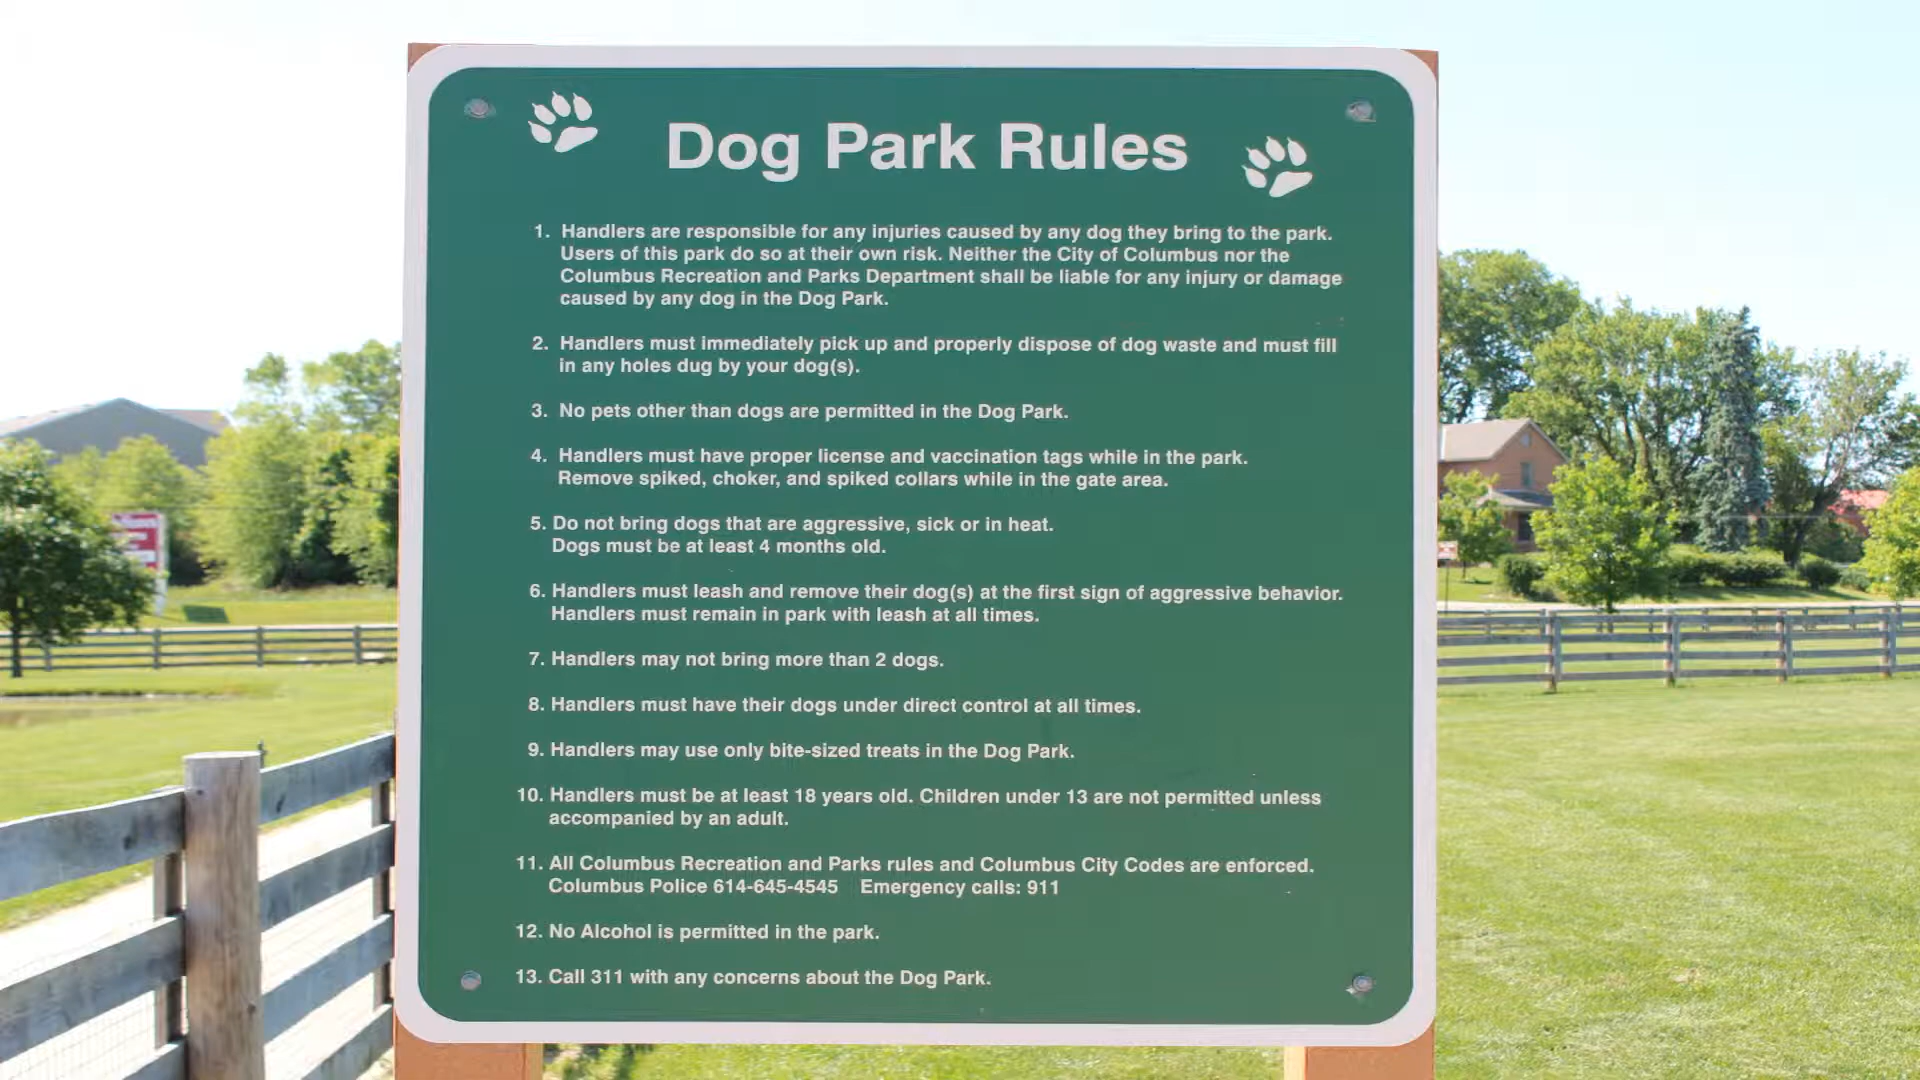 Dog Park Rules
1. Handlers are responsible for any injuries caused by any dog they bring to the park.
Users of this park do so at their own risk. Neither the City of Columbus nor the
Columbus Recreation and Parks Department shall be liable for any injury or damage
caused by any dog in the Dog Park.
2. Handlers must immediately pick up and properly dispose of dog waste and must fill
in any holes dug by your dog(s).
3. No pets other than dogs are permitted in the Dog Park.
4. Handlers must have proper license and vaccination tags while in the park.
Remove spiked, choker, and spiked collars while in the gate area.
5. Do not bring dogs that are aggressive, sick or in heat.
Dogs must be at least 4 months old.
6. Handlers must leash and remove their dog(s) at the first sign of aggressive behavior.
Handlers must remain in park with leash at all times.
7. Handlers may not bring more than 2 dogs.
8. Handlers must have their dogs under direct control at all times.
9. Handlers may use only bite-sized treats in the Dog Park.
10. Handlers must be at least 18 years old. Children under 13 are not permitted unless
accompanied by an adult.
11. All Columbus Recreation and Parks rules and Columbus City Codes are enforced.
Columbus Police 614-645-4545 Emergency calls: 911
12. No Alcohol is permitted in the park.
13. Call 311 with any concerns about the Dog Park.